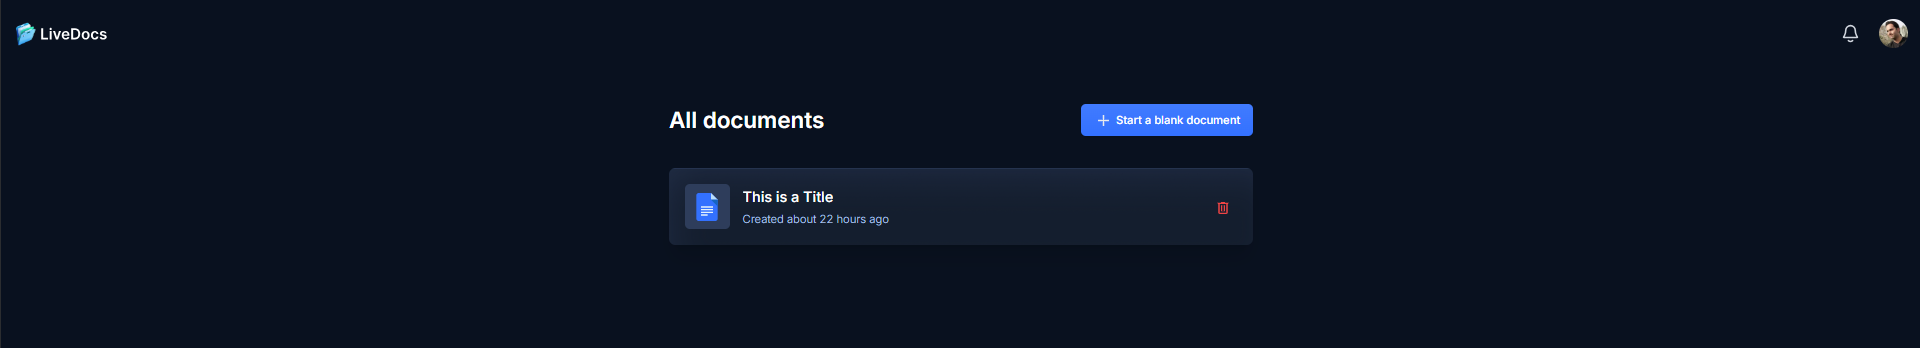 LiveDocs
All documents
Start a blank document
This is a Title
Created about 22 hours ago